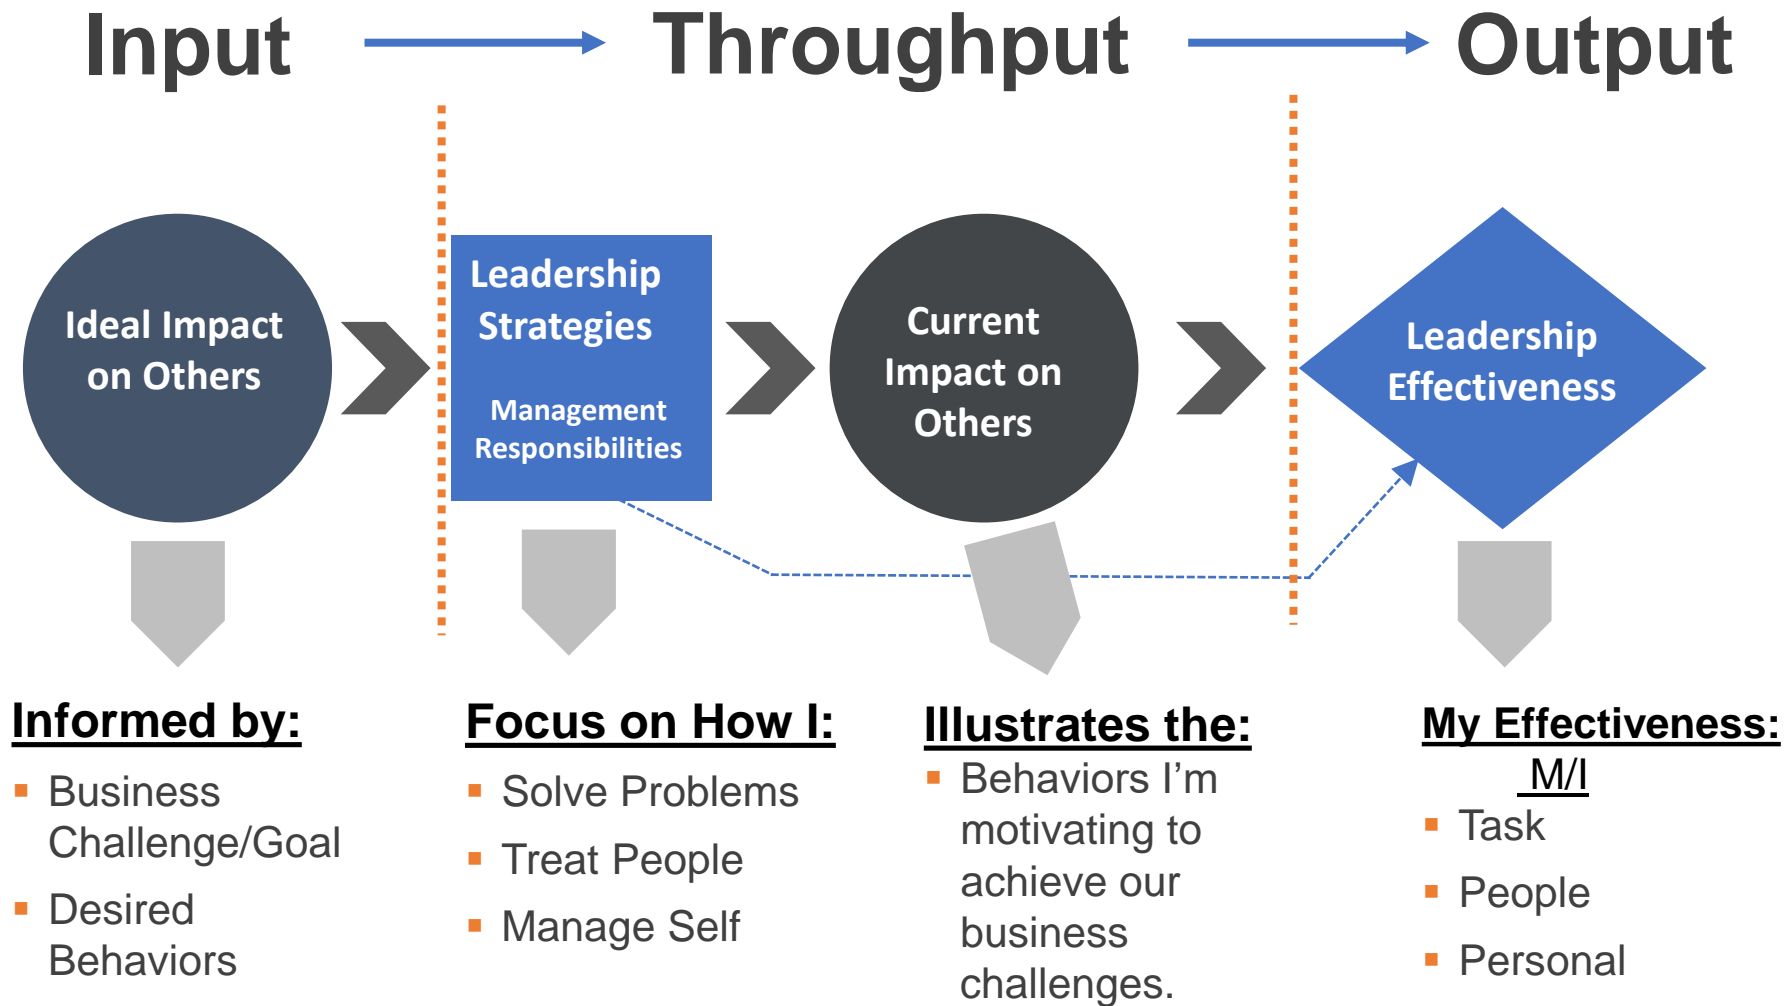 Input
Throughput
Output
Ideal Impact
on Others
Leadership
Strategies
Management
Responsibilities
Current
Impact on
Others
Leadership
Effectiveness
Informed by:
▪ Business
Challenge/Goal
▪ Desired
Behaviors
Focus on How I:
▪ Solve Problems
▪ Treat People
▪ Manage Self
Illustrates the:
▪ Behaviors I’m
motivating to
achieve our
business
challenges.
My Effectiveness:
M/I
▪ Task
▪ People
▪ Personal